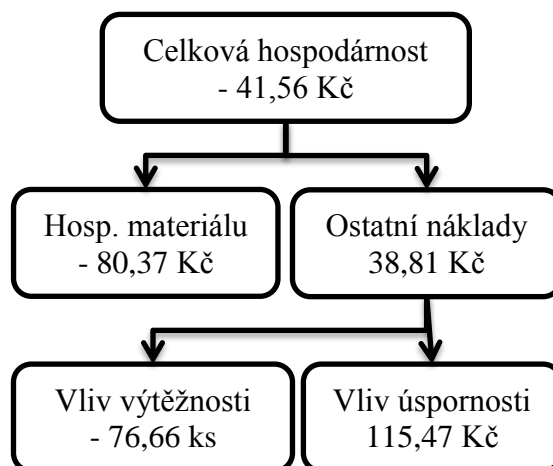 Celková hospodárnost
- 41,56 Kč
Hosp. materiálu
- 80,37 Kč
Ostatní náklady
38,81 Kč
Vliv výtěžnosti
- 76,66 ks
Vliv úspornosti
115,47 Kč